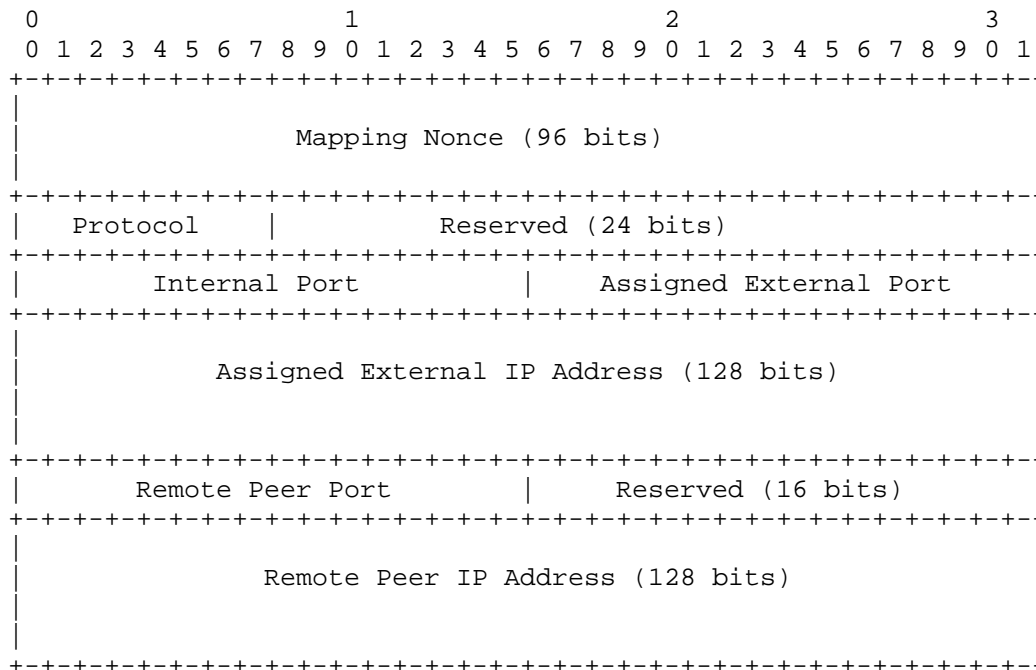 0                   1                   2                   3
 0 1 2 3 4 5 6 7 8 9 0 1 2 3 4 5 6 7 8 9 0 1 2 3 4 5 6 7 8 9 0 1
+-+-+-+-+-+-+-+-+-+-+-+-+-+-+-+-+-+-+-+-+-+-+-+-+-+-+-+-+-+-+-+-
|
|                 Mapping Nonce (96 bits)
|
+-+-+-+-+-+-+-+-+-+-+-+-+-+-+-+-+-+-+-+-+-+-+-+-+-+-+-+-+-+-+-+-
|   Protocol    |          Reserved (24 bits)
+-+-+-+-+-+-+-+-+-+-+-+-+-+-+-+-+-+-+-+-+-+-+-+-+-+-+-+-+-+-+-+-
|        Internal Port          |    Assigned External Port
+-+-+-+-+-+-+-+-+-+-+-+-+-+-+-+-+-+-+-+-+-+-+-+-+-+-+-+-+-+-+-+-
|
|            Assigned External IP Address (128 bits)
|
|
+-+-+-+-+-+-+-+-+-+-+-+-+-+-+-+-+-+-+-+-+-+-+-+-+-+-+-+-+-+-+-+-
|       Remote Peer Port        |     Reserved (16 bits)
+-+-+-+-+-+-+-+-+-+-+-+-+-+-+-+-+-+-+-+-+-+-+-+-+-+-+-+-+-+-+-+-
|
|               Remote Peer IP Address (128 bits)
|
|
+-+-+-+-+-+-+-+-+-+-+-+-+-+-+-+-+-+-+-+-+-+-+-+-+-+-+-+-+-+-+-+-